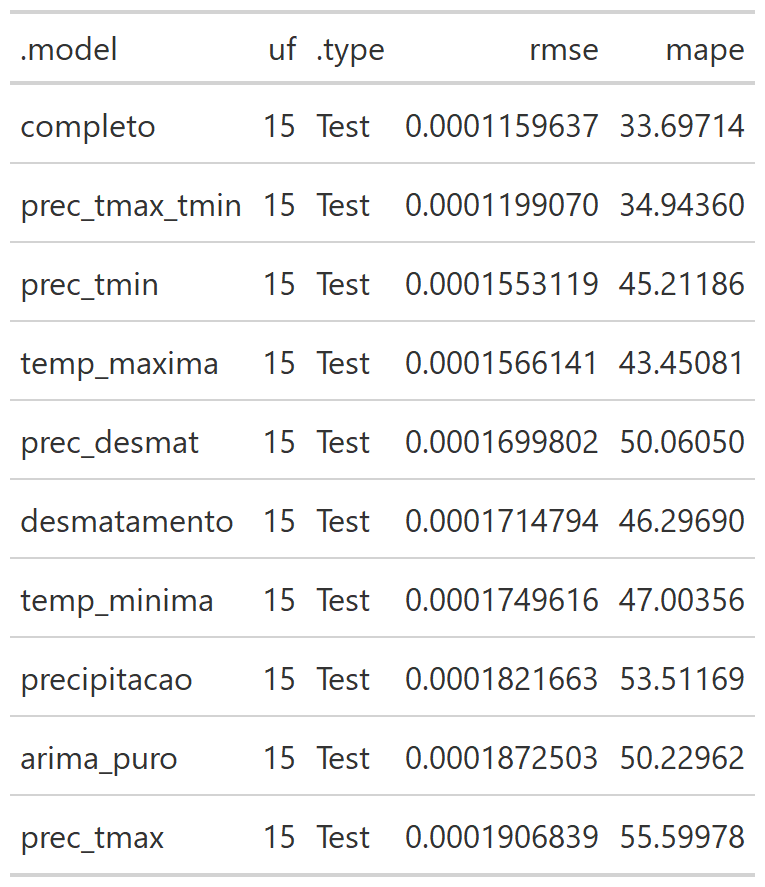 .model uf .type rmse mape
completo 15 Test 0.0001159637 33.69714
prec_tmax_tmin 15 Test 0.0001199070 34.94360
prec_tmin 15 Test 0.0001553119 45.21186
temp_maxima 15 Test 0.0001566141 43.45081
prec_desmat 15 Test 0.0001699802 50.06050
desmatamento 15 Test 0.0001714794 46.29690
temp_minima 15 Test 0.0001749616 47.00356
precipitacao 15 Test 0.0001821663 53.51169
arima_puro 15 Test 0.0001872503 50.22962
prec_tmax 15 Test 0.0001906839 55.59978